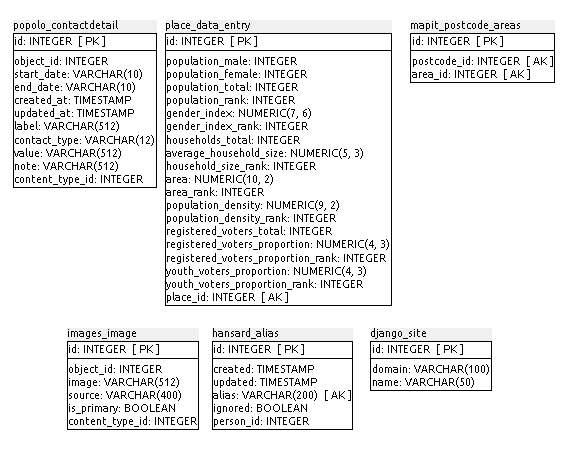 popolo_contactdetail
id: INTEGER [ PK ]
object_id: INTEGER
start_date: VARCHAR(10)
end_date: VARCHAR(10)
created_at: TIMESTAMP
updated_at: TIMESTAMP
label: VARCHAR(512)
contact_type: VARCHAR(12)
value: VARCHAR(512)
note: VARCHAR(512)
content_type_id: INTEGER
place_data_entry
id: INTEGER [ PK ]
population_male: INTEGER
population_female: INTEGER
population_total: INTEGER
population_rank: INTEGER
gender_index: NUMERIC(7, 6)
gender_index_rank: INTEGER
households_total: INTEGER
average_household_size: NUMERIC(5, 3)
household_size_rank: INTEGER
area: NUMERIC(10, 2)
area_rank: INTEGER
population_density: NUMERIC(9, 2)
population_density_rank: INTEGER
registered_voters_total: INTEGER
registered_voters_proportion: NUMERIC(4, 3)
registered_voters_proportion_rank: INTEGER
youth_voters_proportion: NUMERIC(4, 3)
youth_voters_proportion_rank: INTEGER
place_id: INTEGER [ AK ]
mapit_postcode_areas
id: INTEGER [ PK ]
postcode_id: INTEGER [ AK ]
area_id: INTEGER [ AK ]
images_image
id: INTEGER [ PK ]
object_id: INTEGER
image: VARCHAR(512)
source: VARCHAR(400)
is_primary: BOOLEAN
content_type_id: INTEGER
hansard_alias
id: INTEGER [ PK ]
created: TIMESTAMP
updated: TIMESTAMP
alias: VARCHAR(200) [ AK ]
ignored: BOOLEAN
person_id: INTEGER
django_site
id: INTEGER [ PK ]
domain: VARCHAR(100)
name: VARCHAR(50)